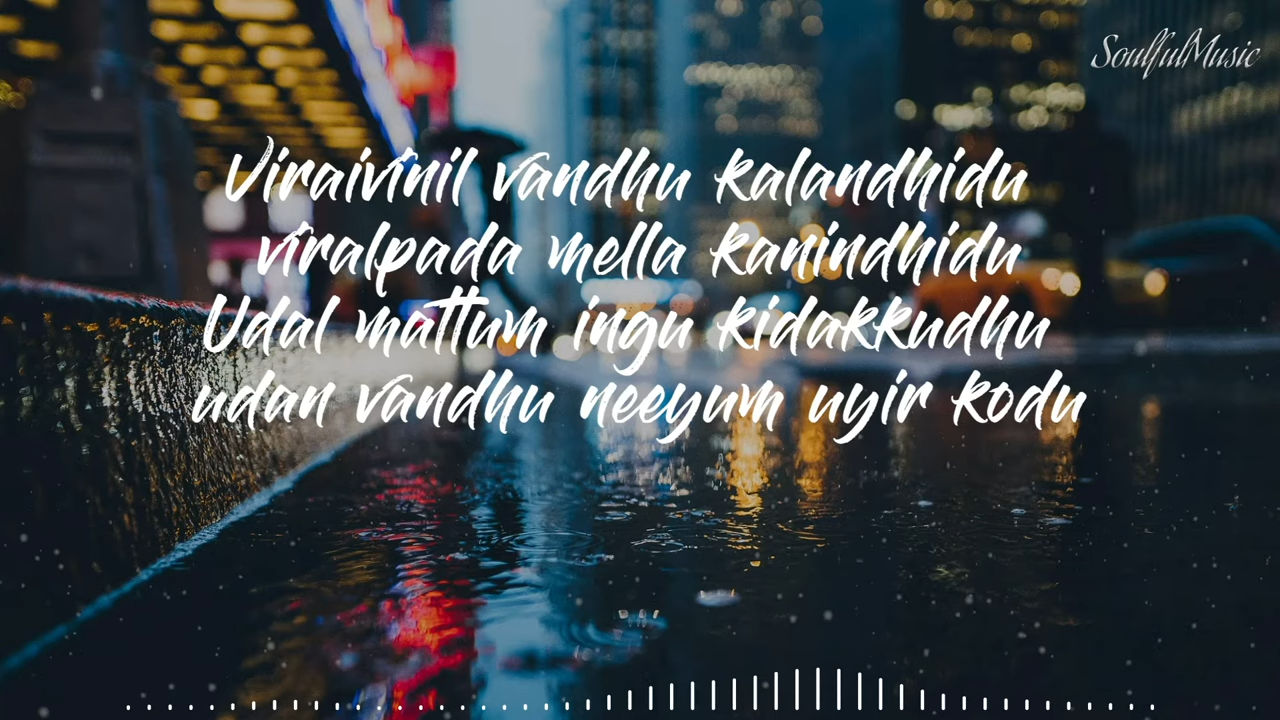 SoulfulMusic
Viraivinil vandhu kalandhidu
viralpada mella kanindhidu
Udal mattum ingu kidakkudhu
udan vandhu neeyum uyir kodu